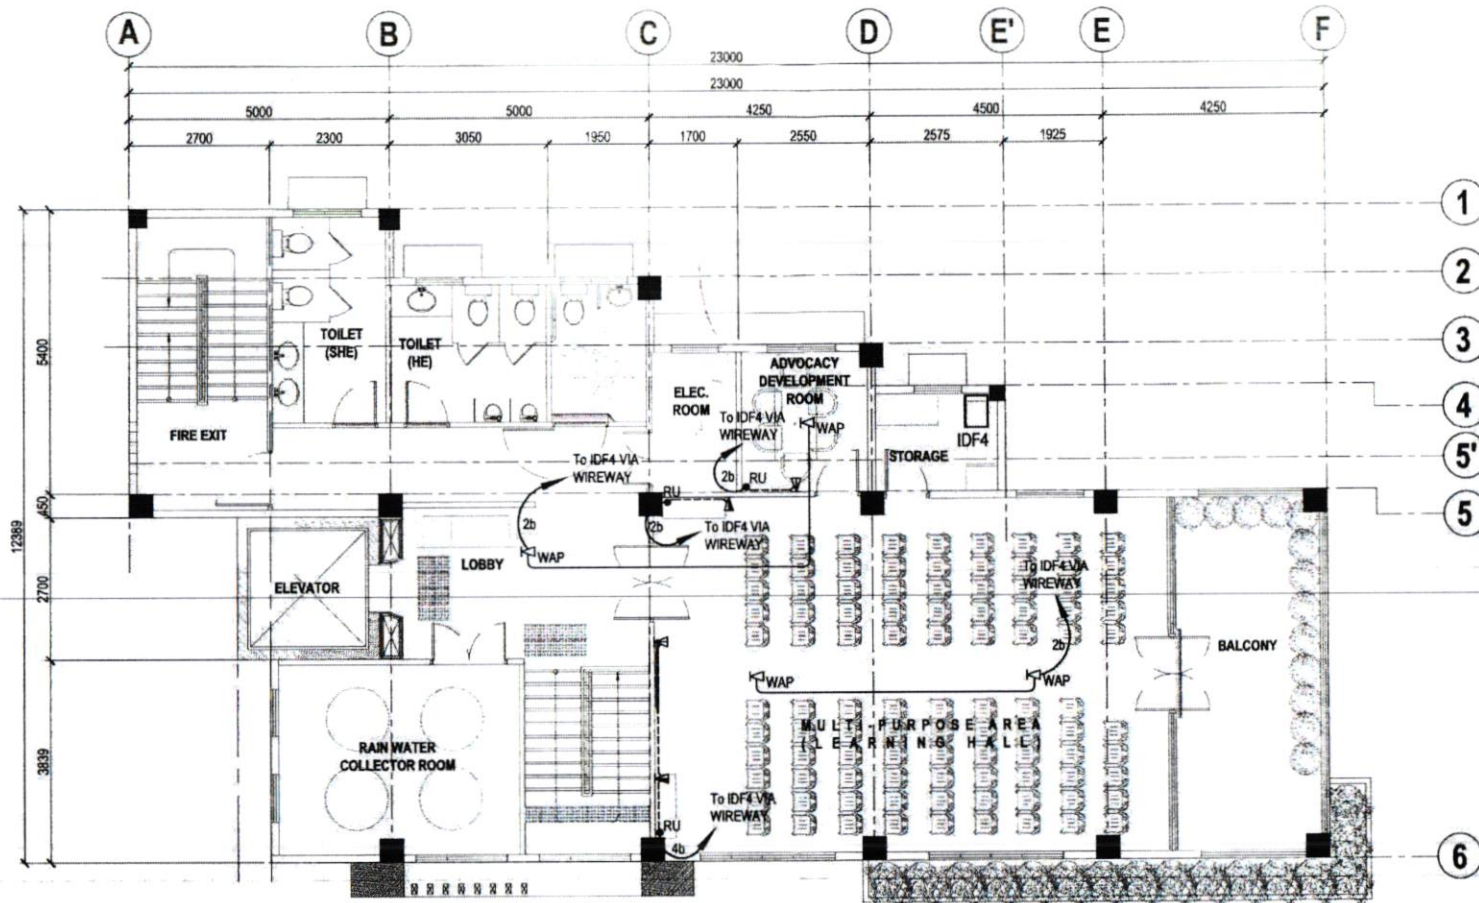 A B C D E' E F
23000
23000
5000 5000 4250 4500 4250
2700 2300 3050 1950 1700 2550 2575 1925
1
2
3
4
5'
5
6
12389
5400
450
2700
3839
TOILET
(SHE)
TOILET
(HE)
FIRE EXIT
ELEC.
ROOM
ADVOCACY
DEVELOPMENT
ROOM
WAP
To IDF4 VIA
WIREWAY
2b
RU
IDF4
STORAGE
To IDF4 VIA
WIREWAY
2b
WAP
RU
2b
To IDF4 VIA
WIREWAY
LOBBY
ELEVATOR
To IDF4 VIA
WIREWAY
2b
WAP
WAP
BALCONY
MULTI-PURPOSE AREA
(LEARNING HALL)
RAIN WATER
COLLECTOR ROOM
To IDF4 VIA
WIREWAY
RU
4b